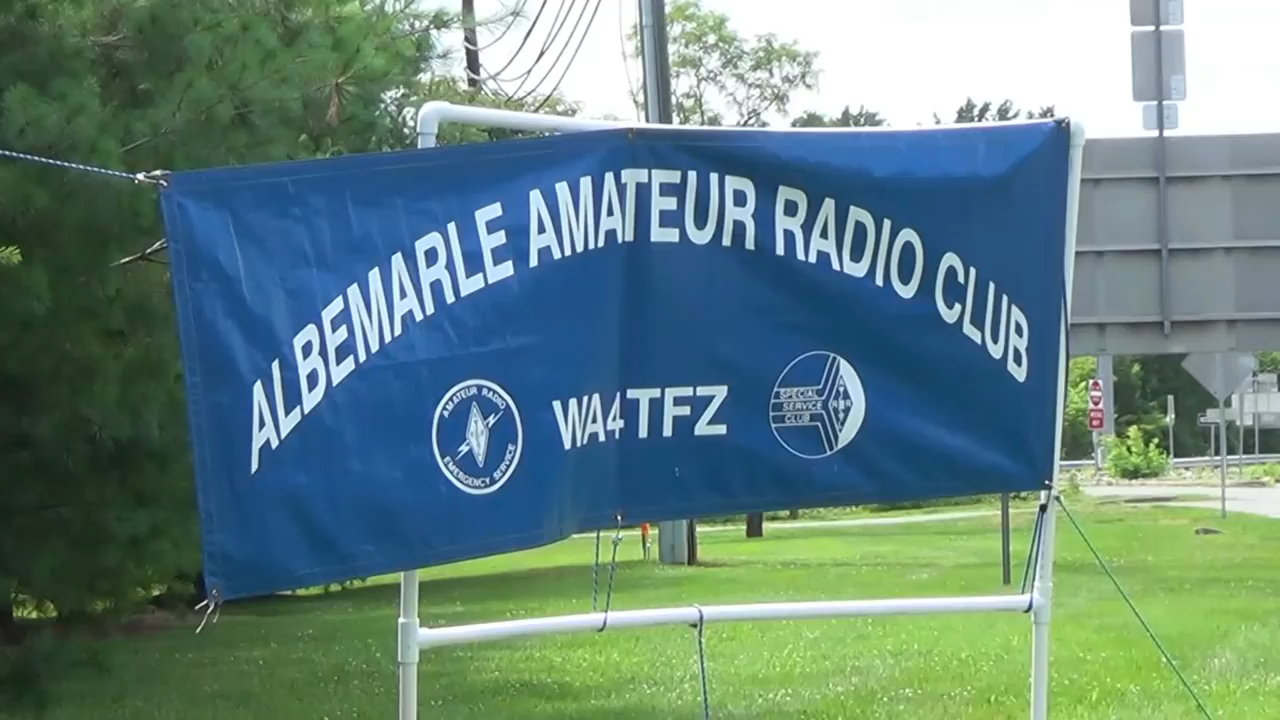 ALBEMARLE AMATEUR RADIO CLUB
AMATEUR RADIO
EMERGENCY SERVICE
WA4TFZ
SPECIAL
SERVICE
CLUB